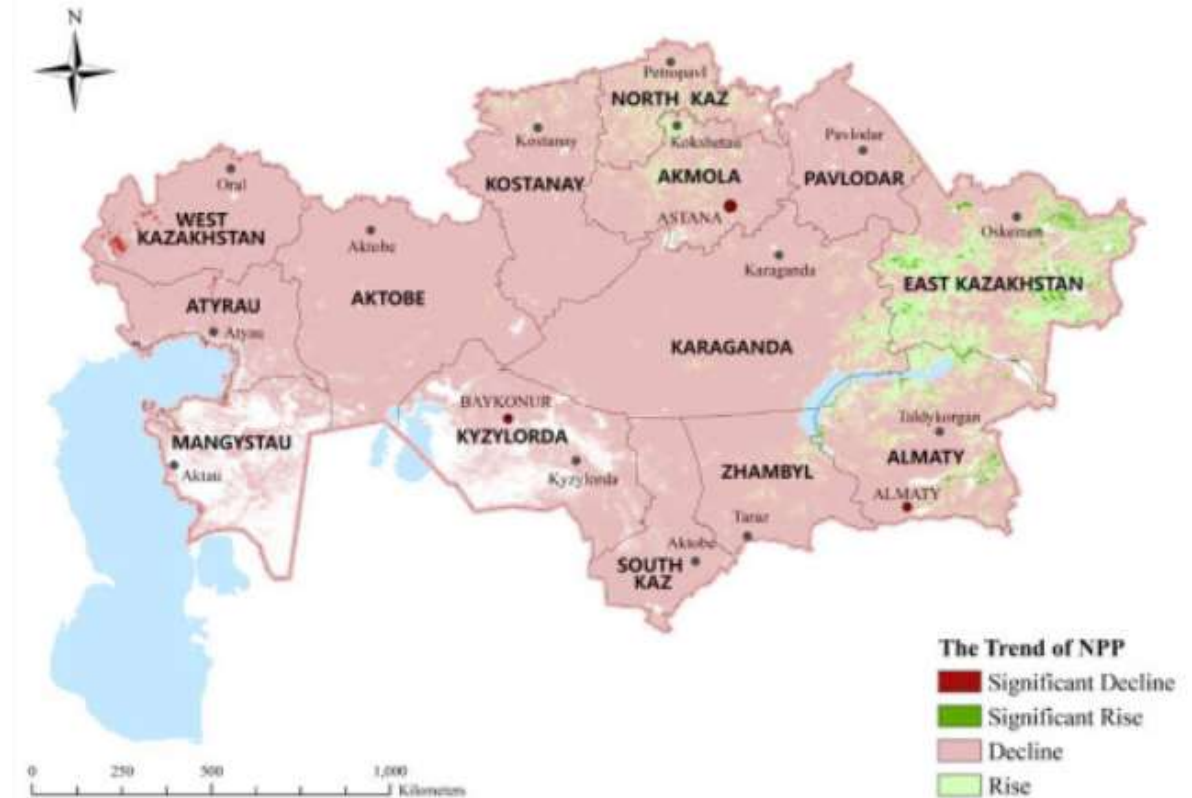 N
Petropavl
NORTH KAZ
Kostanay
Kokshetau
Pavlodar
KOSTANAY
AKMOLA
PAVLODAR
ASTANA
Oral
WEST
KAZAKHSTAN
Aktobe
Karaganda
Oskemen
EAST KAZAKHSTAN
ATYRAU
AKTOBE
Atyau
KARAGANDA
BAYKONUR
KYZYLORDA
Kyzylorda
MANGYSTAU
Aktau
Taldykorgan
ALMATY
ALMATY
ZHAMBYL
Taraz
Aktobe
SOUTH
KAZ
The Trend of NPP
Significant Decline
Significant Rise
Decline
Rise
0 250 500 1,000
Kilometers